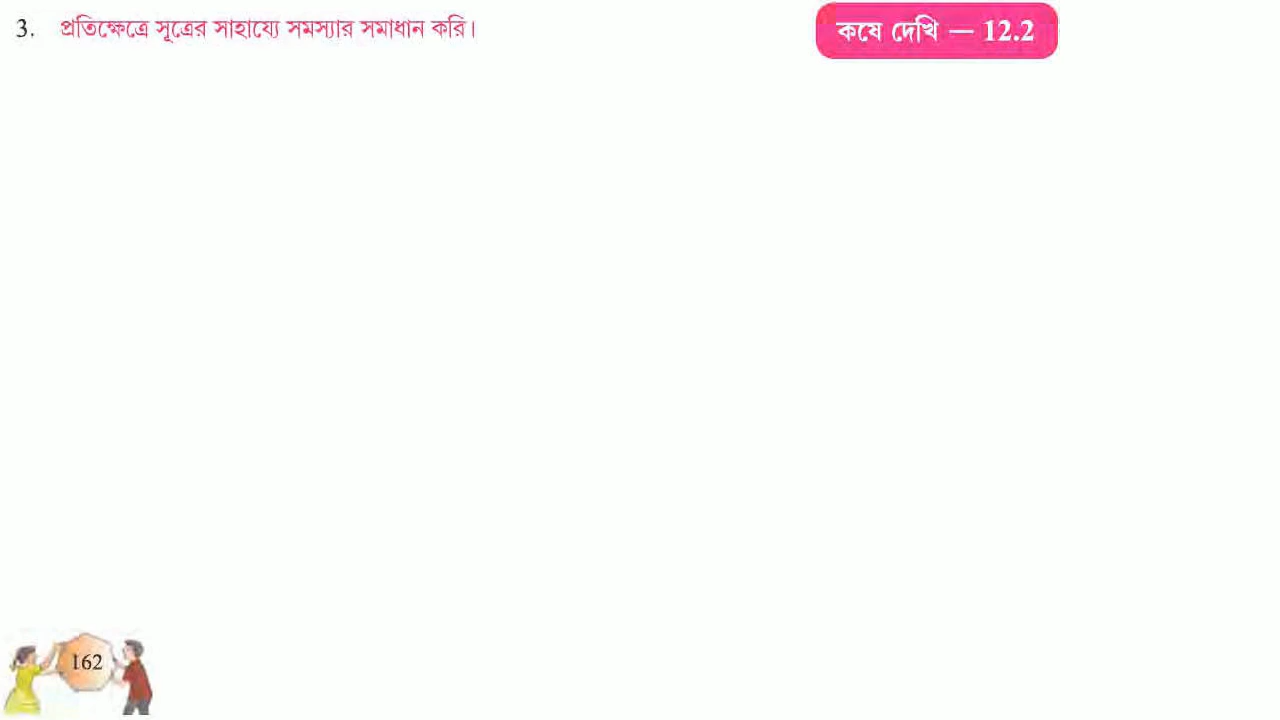 3. প্রতিক্ষেত্রে সূত্রের সাহায্যে সমস্যার সমাধান করি।
কষে দেখি — 12.2
162